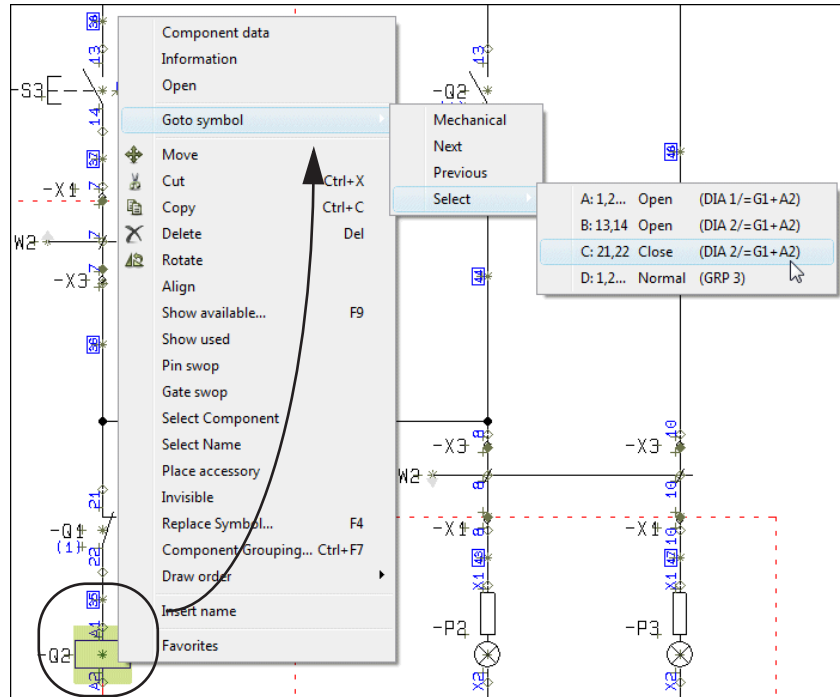 38
13
-S3
14
37
-X1
7
W2
7
-X3
36
21
-Q1
(1)
22
35
A1
-Q2
A2
Component data
Information
Open
Goto symbol
Move
Cut Ctrl+X
Copy Ctrl+C
Delete Del
Rotate
Align
Show available... F9
Show used
Pin swop
Gate swop
Select Component
Select Name
Place accessory
Invisible
Replace Symbol... F4
Component Grouping... Ctrl+F7
Draw order
Insert name
Favorites
13
-Q2
Mechanical
Next
Previous
Select
A: 1,2... Open (DIA 1/=G1+A2)
B: 13,14 Open (DIA 2/=G1+A2)
C: 21,22 Close (DIA 2/=G1+A2)
D: 1,2... Normal (GRP 3)
46
44
-X3
8
W2
8
-X1
8
43
X1
-P2
X2
-X3
10
10
-X1
10
47
X1
-P3
X2